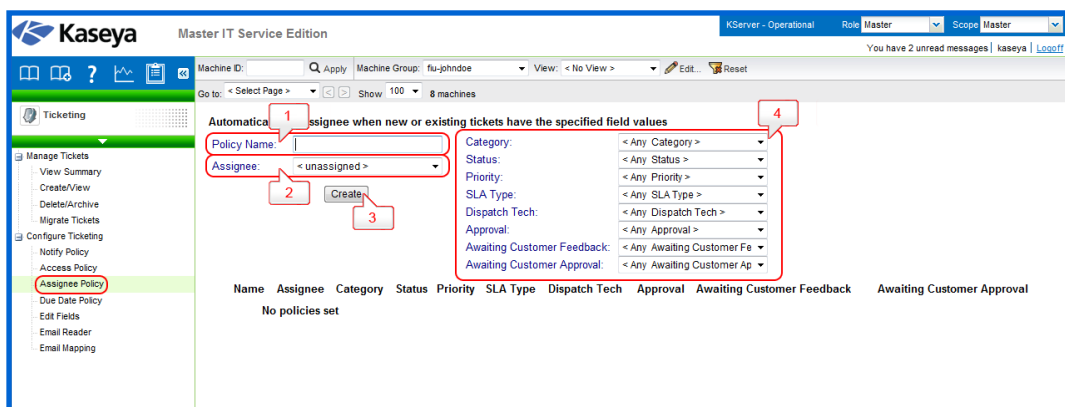 Kaseya
Master IT Service Edition
KServer - Operational
Role Master
Scope Master
You have 2 unread messages | kaseya | Logoff
Machine ID:
Apply
Machine Group: fiu-johndoe
View: < No View >
Edit...
Reset
Go to: < Select Page >
Show 100
8 machines
Ticketing
Manage Tickets
View Summary
Create/View
Delete/Archive
Migrate Tickets
Configure Ticketing
Notify Policy
Access Policy
Assignee Policy
Due Date Policy
Edit Fields
Email Reader
Email Mapping
Automatica ssignee when new or existing tickets have the specified field values
1
Policy Name:
Assignee: < unassigned >
2
Create
3
4
Category: < Any Category >
Status: < Any Status >
Priority: < Any Priority >
SLA Type: < Any SLA Type >
Dispatch Tech: < Any Dispatch Tech >
Approval: < Any Approval >
Awaiting Customer Feedback: < Any Awaiting Customer Fe
Awaiting Customer Approval: < Any Awaiting Customer Ap
Name Assignee Category Status Priority SLA Type Dispatch Tech Approval Awaiting Customer Feedback Awaiting Customer Approval
No policies set